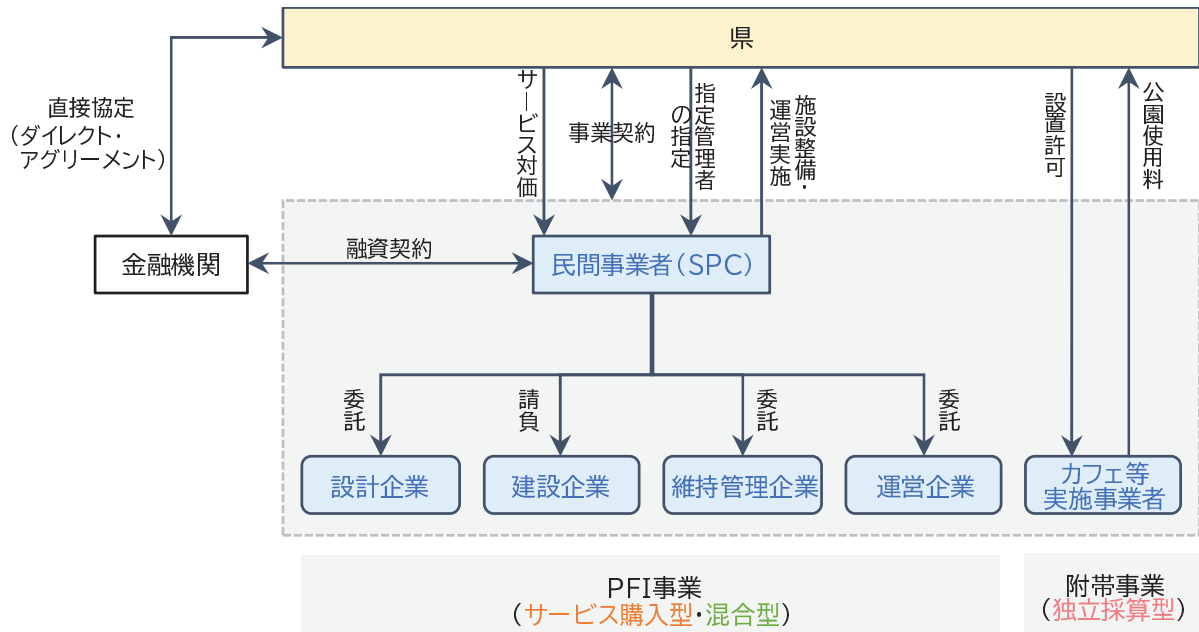 県
直接協定
（ダイレクト・
アグリーメント）
サービス対価
事業契約
指定管理者
の指定
施設整備・
運営実施
設置許可
公園使用料
金融機関
融資契約
民間事業者（SPC）
委託
請負
委託
委託
設計企業
建設企業
維持管理企業
運営企業
カフェ等
実施事業者
PFI事業
（サービス購入型・混合型）
附帯事業
（独立採算型）